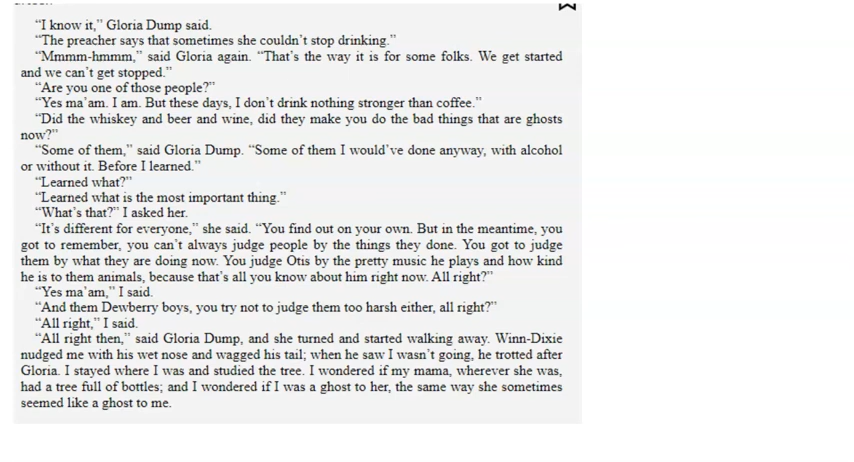 “I know it,” Gloria Dump said.
“The preacher says that sometimes she couldn’t stop drinking.”
“Mmmm-hmmm,” said Gloria again. “That’s the way it is for some folks. We get started
and we can’t get stopped.”
“Are you one of those people?”
“Yes ma’am. I am. But these days, I don’t drink nothing stronger than coffee.”
“Did the whiskey and beer and wine, did they make you do the bad things that are ghosts
now?”
“Some of them,” said Gloria Dump. “Some of them I would’ve done anyway, with alcohol
or without it. Before I learned.”
“Learned what?”
“Learned what is the most important thing.”
“What’s that?” I asked her.
“It’s different for everyone,” she said. “You find out on your own. But in the meantime, you
got to remember, you can’t always judge people by the things they done. You got to judge
them by what they are doing now. You judge Otis by the pretty music he plays and how kind
he is to them animals, because that’s all you know about him right now. All right?”
“Yes ma’am,” I said.
“And them Dewberry boys, you try not to judge them too harsh either, all right?”
“All right,” I said.
“All right then,” said Gloria Dump, and she turned and started walking away. Winn-Dixie
nudged me with his wet nose and wagged his tail; when he saw I wasn’t going, he trotted after
Gloria. I stayed where I was and studied the tree. I wondered if my mama, wherever she was,
had a tree full of bottles; and I wondered if I was a ghost to her, the same way she sometimes
seemed like a ghost to me.